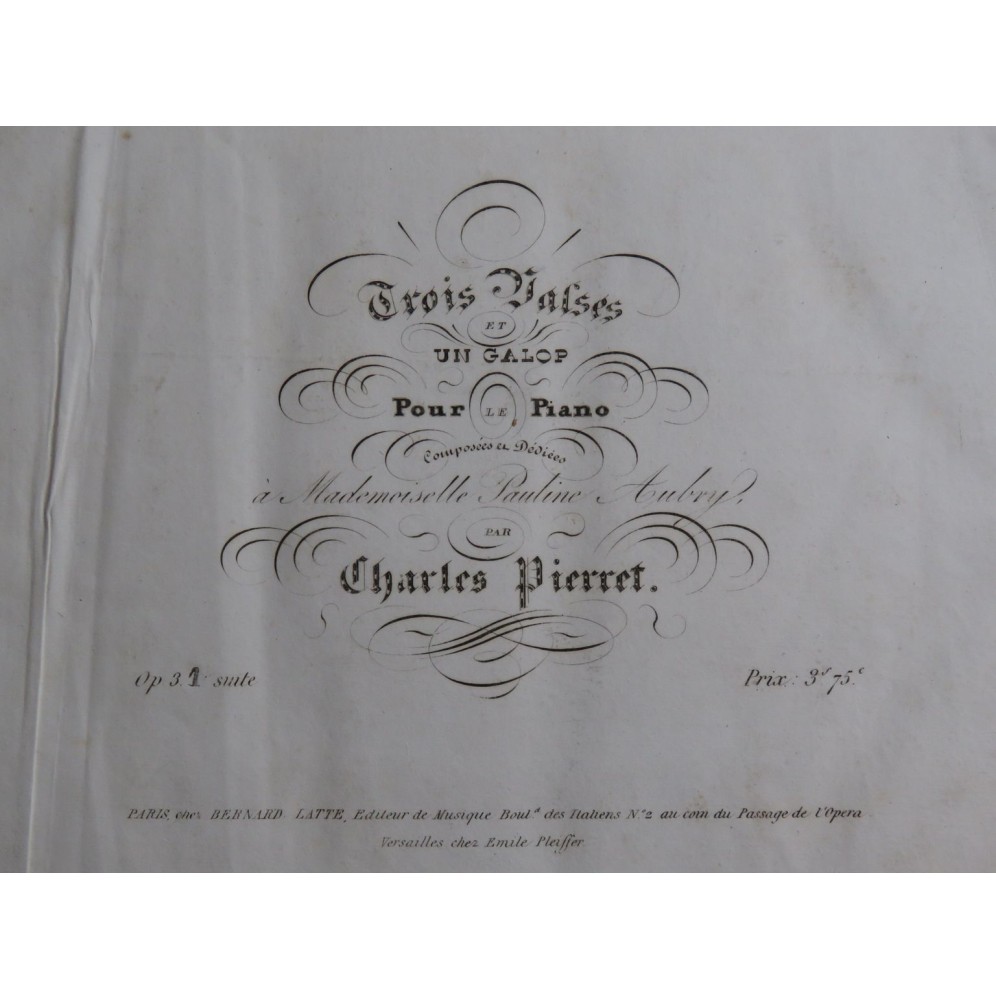 Trois Valses
ET
UN GALOP
Pour LE Piano
Composées et Dédiées
à Mademoiselle Pauline Aubry,
PAR
Charles Pierret.
Op. 3. 1. suite
Prix: 3f 75.c
PARIS, chez BERNARD LATTE, Editeur de Musique Boul.d des Italiens N.o 2 au coin du Passage de l'Opera
Versailles chez Emile Pleiffer